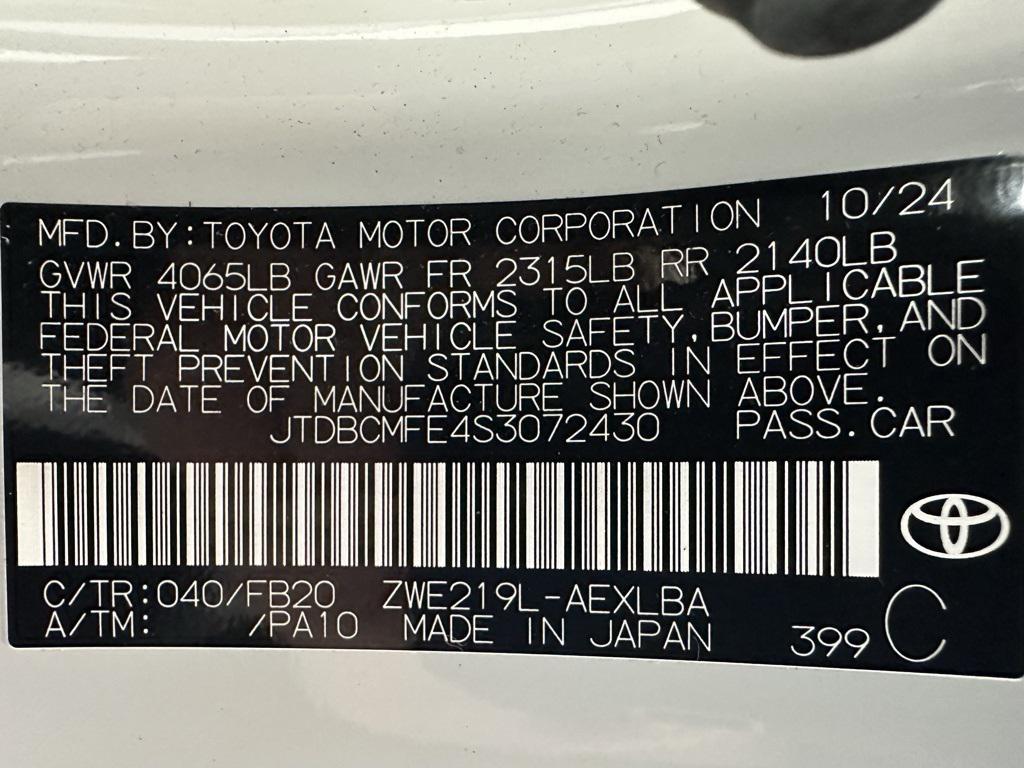 MFD. BY: TOYOTA MOTOR CORPORATION 10/24
GVWR 4065LB GAWR FR 2315LB RR 2140LB
THIS VEHICLE CONFORMS TO ALL APPLICABLE
FEDERAL MOTOR VEHICLE SAFETY, BUMPER, AND
THEFT PREVENTION STANDARDS IN EFFECT ON
THE DATE OF MANUFACTURE SHOWN ABOVE.
JTDBCMFE4S3072430 PASS. CAR
C/TR: 040/FB20 ZWE219L-AEXLBA
A/TM: /PA10 MADE IN JAPAN 399 C